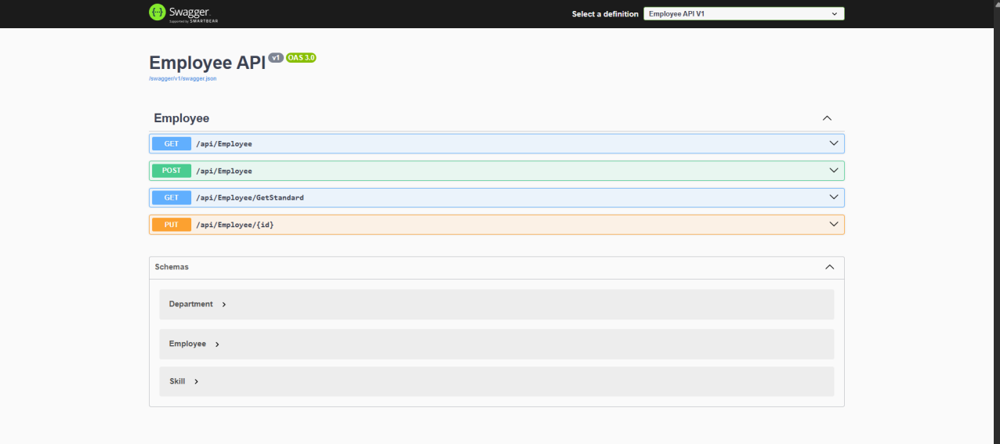 {···} Swagger.
Supported by SMARTBEAR
Select a definition
Employee API V1
Employee API v1 OAS 3.0
/swagger/v1/swagger.json
Employee
GET /api/Employee
POST /api/Employee
GET /api/Employee/GetStandard
PUT /api/Employee/{id}
Schemas
Department
Employee
Skill